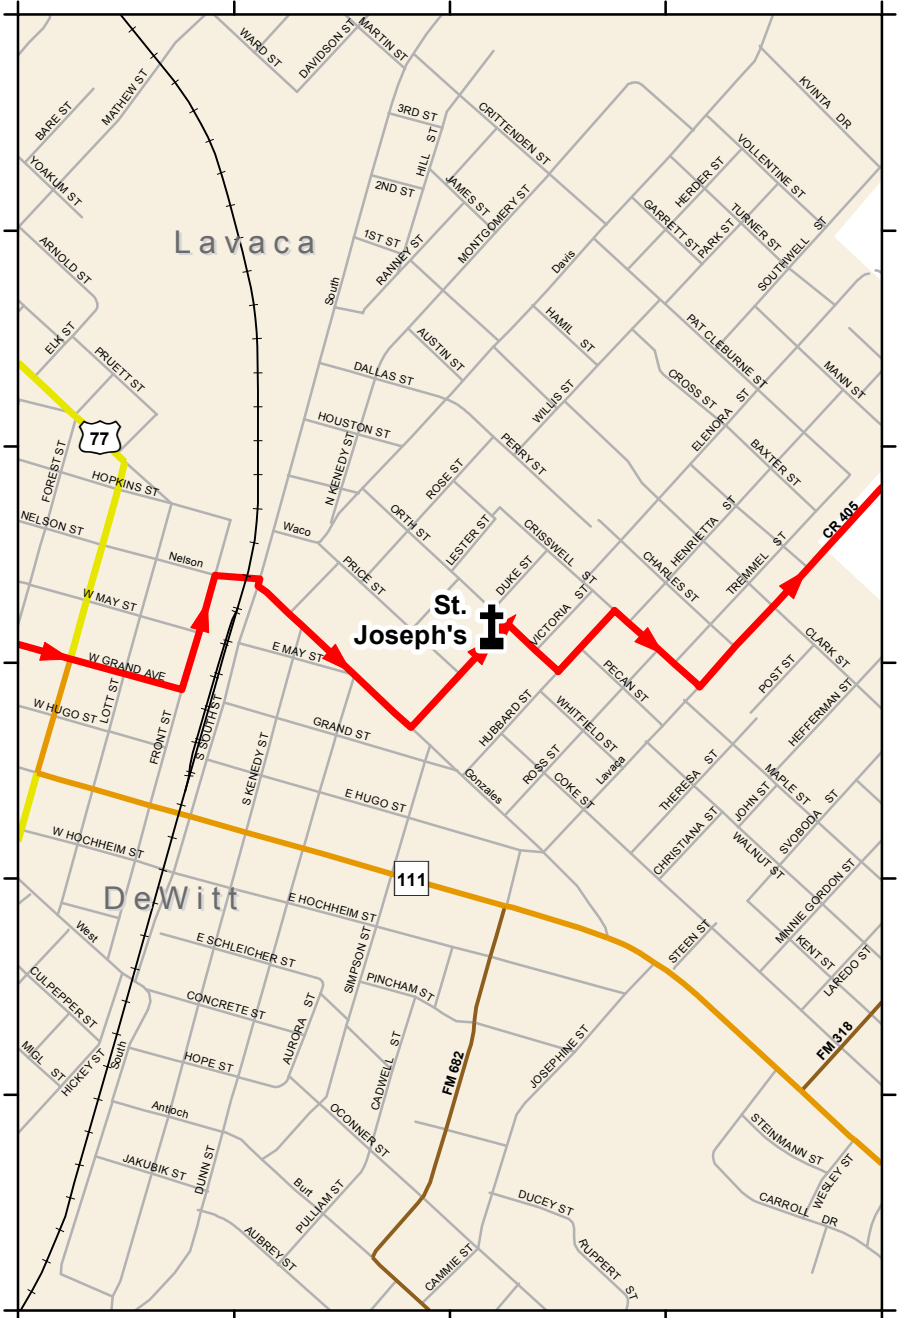 WARD ST
DAVIDSON ST
MARTIN ST
MATHEW ST
BARE ST
YOAKUM ST
3RD ST
HILL ST
CRITTENDEN ST
KVINTA DR
VOLLENTINE ST
2ND ST
JAMES ST
HERDER ST
MONTGOMERY ST
GARRETT ST
PARK ST
TURNER ST
SOUTHWELL ST
Lavaca
1ST ST
RANNEY ST
ARNOLD ST
South
Davis
ELK ST
PRUETT ST
AUSTIN ST
HAMIL ST
PAT CLEBURNE ST
DALLAS ST
WILLIS ST
CROSS ST
MANN ST
ELENORA ST
77
HOUSTON ST
FOREST ST
N KENEDY ST
PERRY ST
BAXTER ST
HOPKINS ST
ROSE ST
NELSON ST
Waco
ORTH ST
LESTER ST
CRISSWELL ST
HENRIETTA ST
CR 405
Nelson
PRICE ST
DUKE ST
CHARLES ST
TREMMEL ST
W MAY ST
St.
Joseph's
VICTORIA ST
W GRAND AVE
E MAY ST
CLARK ST
PECAN ST
POST ST
LOTT ST
W HUGO ST
FRONT ST
S SOUTH ST
GRAND ST
HUBBARD ST
WHITFIELD ST
HEFFERMAN ST
S KENEDY ST
ROSS ST
Lavaca
Gonzales
COKE ST
THERESA ST
MAPLE ST
JOHN ST
E HUGO ST
SVOBODA ST
CHRISTIANA ST
WALNUT ST
W HOCHHEIM ST
111
DeWitt
E HOCHHEIM ST
MINNIE GORDON ST
West
E SCHLEICHER ST
SIMPSON ST
STEEN ST
KENT ST
LAREDO ST
CULPEPPER ST
CONCRETE ST
PINCHAM ST
AURORA ST
MIGL ST
HICKEY ST
South
HOPE ST
CADWELL ST
FM 682
JOSEPHINE ST
FM 318
Antioch
OCONNER ST
STEINMANN ST
JAKUBIK ST
DUNN ST
WESLEY ST
Burt
PULLIAM ST
DUCEY ST
CARROLL DR
AUBREY ST
CAMMIE ST
RUPPERT ST